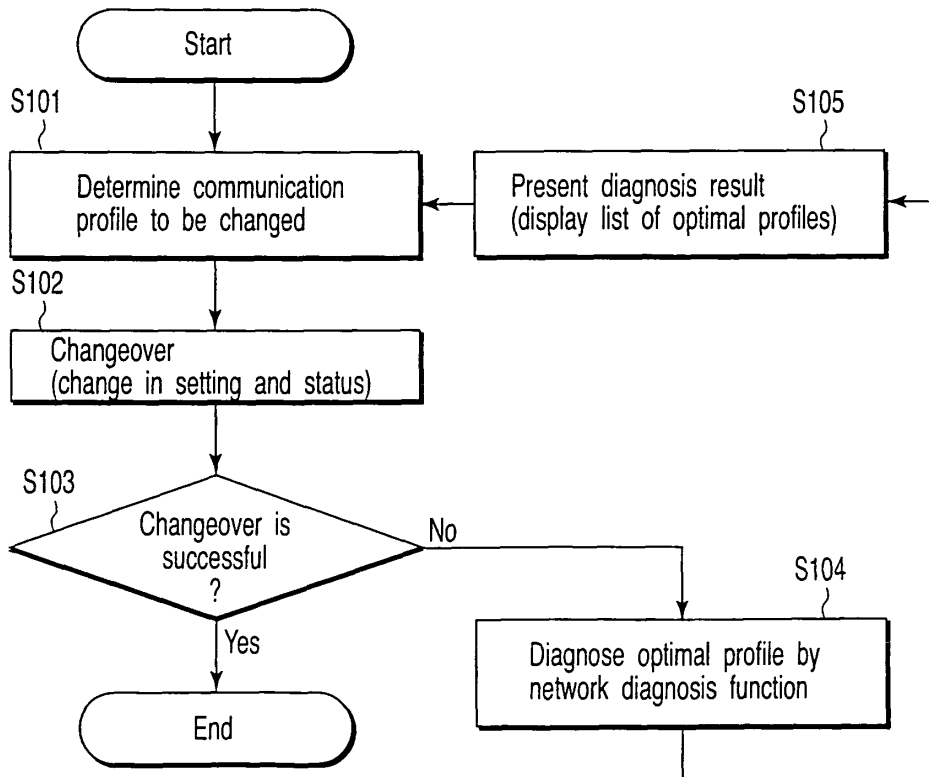 Start
S101
Determine communication
profile to be changed
S105
Present diagnosis result
(display list of optimal profiles)
S102
Changeover
(change in setting and status)
S103
Changeover is
successful
?
No
Yes
S104
Diagnose optimal profile by
network diagnosis function
End